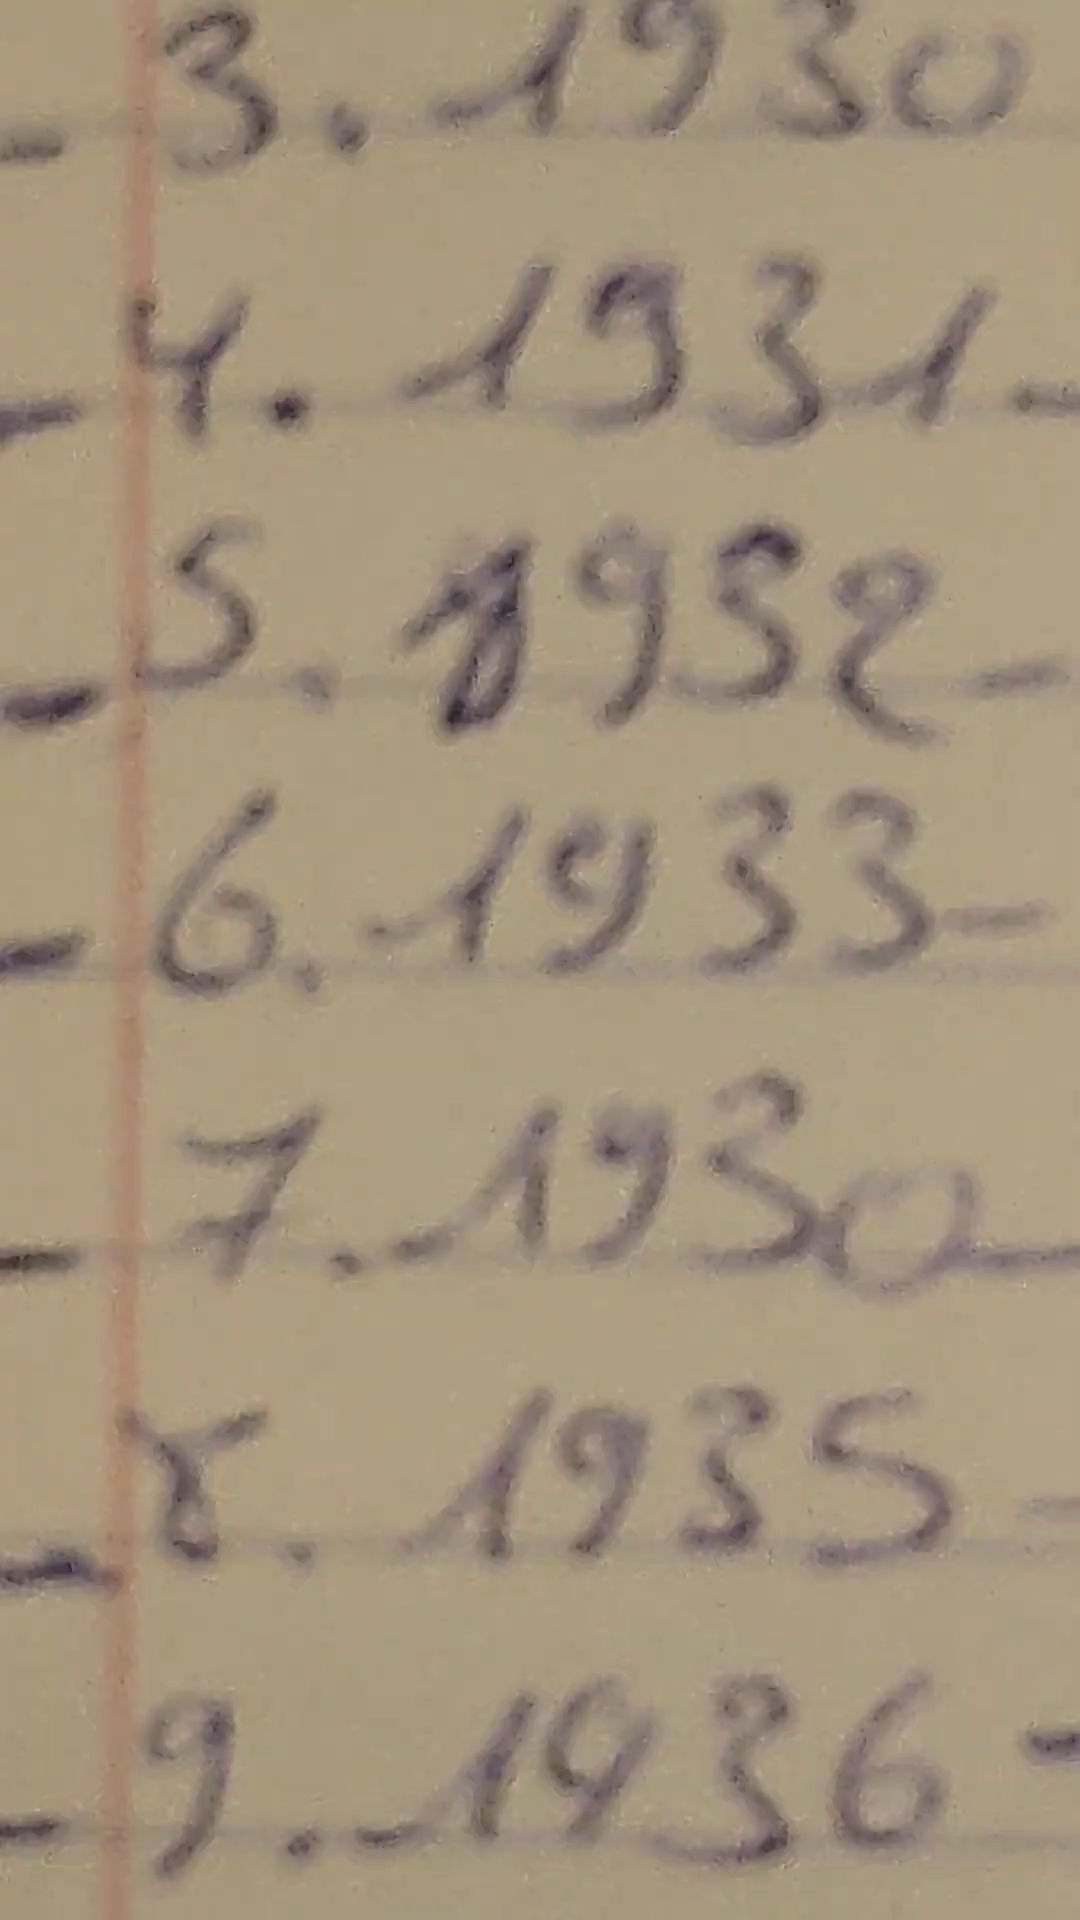 - 3. 1930
- 4. 1931 -
- 5. 1932 -
- 6. 1933 -
- 7. 1930 -
- 8. 1935 -
- 9. 1936 -